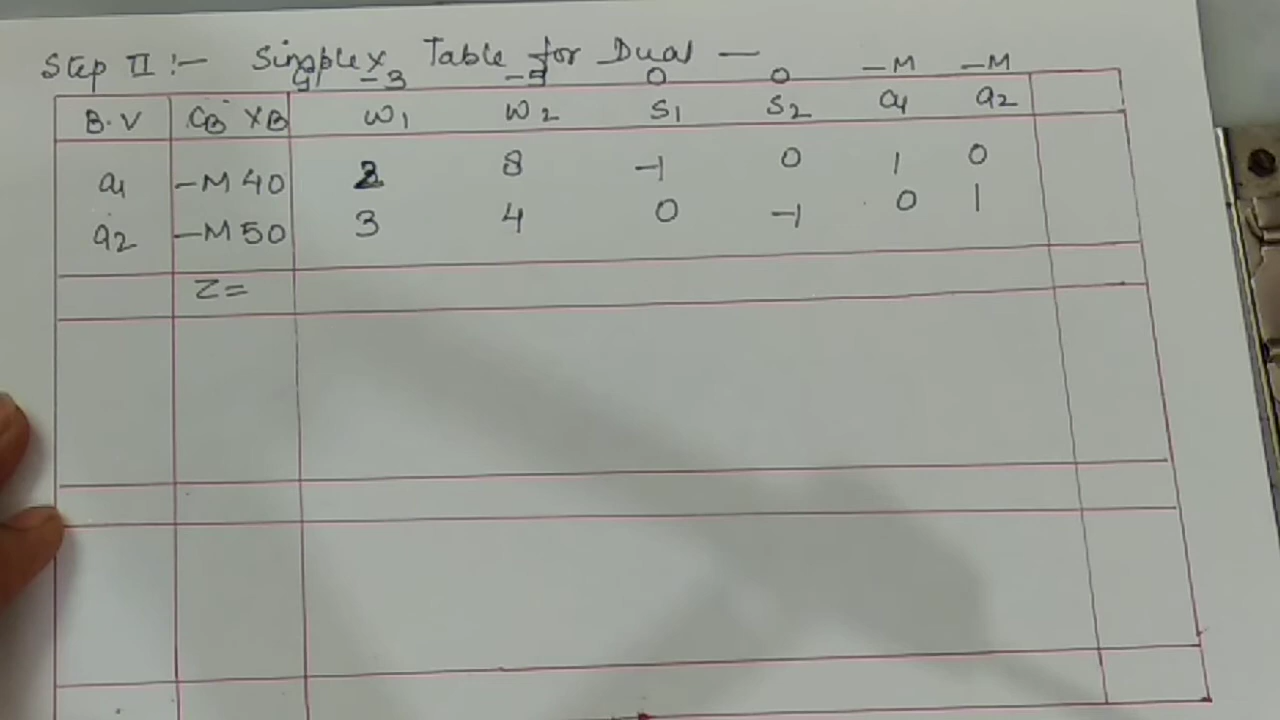 Step II :- Simplex Table for Dual —
Cj -3 0 0 -M -M
B.V CB XB w1 w2 S1 S2 a1 a2
a1 -M 40 2 8 -1 0 1 0
a2 -M 50 3 4 0 -1 0 1
Z=